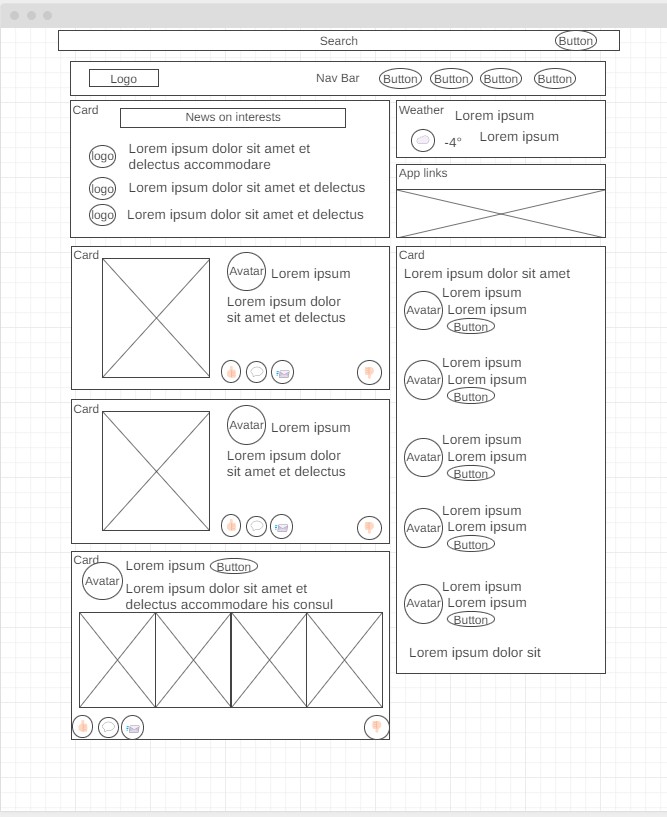 Search
Button
Logo
Nav Bar
Button
Button
Button
Button
Card
News on interests
logo
Lorem ipsum dolor sit amet et
delectus accommodare
logo
Lorem ipsum dolor sit amet et delectus
logo
Lorem ipsum dolor sit amet et delectus
Weather
Lorem ipsum
-4°
Lorem ipsum
App links
Card
Avatar
Lorem ipsum
Lorem ipsum dolor
sit amet et delectus
Card
Avatar
Lorem ipsum
Lorem ipsum dolor
sit amet et delectus
Card
Avatar
Lorem ipsum
Button
Lorem ipsum dolor sit amet et
delectus accommodare his consul
Card
Lorem ipsum dolor sit amet
Avatar
Lorem ipsum
Lorem ipsum
Button
Avatar
Lorem ipsum
Lorem ipsum
Button
Avatar
Lorem ipsum
Lorem ipsum
Button
Avatar
Lorem ipsum
Lorem ipsum
Button
Avatar
Lorem ipsum
Lorem ipsum
Button
Lorem ipsum dolor sit